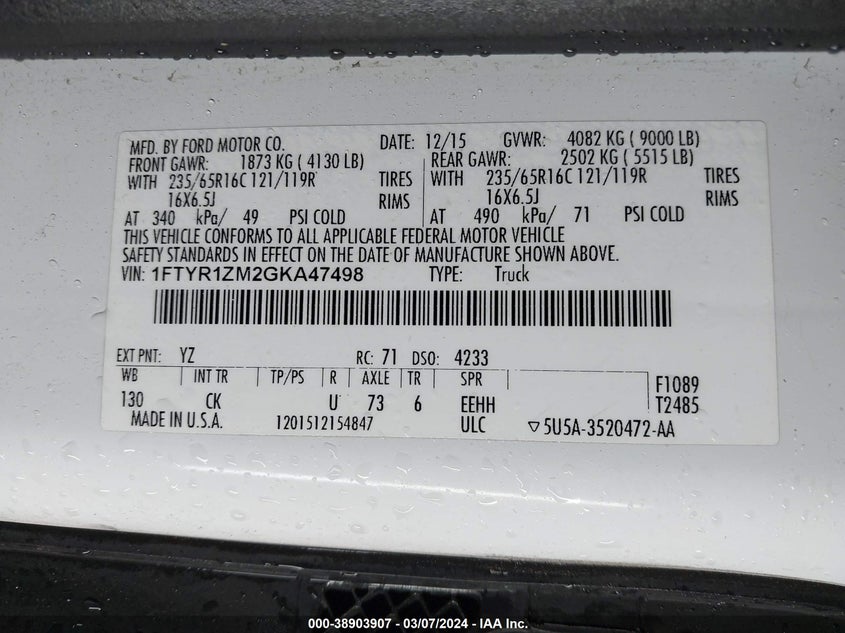 MFD. BY FORD MOTOR CO. DATE: 12/15 GVWR: 4082 KG ( 9000 LB)
FRONT GAWR: 1873 KG ( 4130 LB) REAR GAWR: 2502 KG ( 5515 LB)
WITH 235/65R16C 121/119R TIRES WITH 235/65R16C 121/119R TIRES
16X6.5J RIMS 16X6.5J RIMS
AT 340 kPa/ 49 PSI COLD AT 490 kPa/ 71 PSI COLD
THIS VEHICLE CONFORMS TO ALL APPLICABLE FEDERAL MOTOR VEHICLE
SAFETY STANDARDS IN EFFECT ON THE DATE OF MANUFACTURE SHOWN ABOVE.
VIN: 1FTYR1ZM2GKA47498 TYPE: Truck
EXT PNT: YZ RC: 71 DSO: 4233
WB INT TR TP/PS R AXLE TR SPR F1089
130 CK U 73 6 EEHH T2485
MADE IN U.S.A. 1201512154847 ULC ▽5U5A-3520472-AA
000-38903907 - 03/07/2024 - IAA Inc.